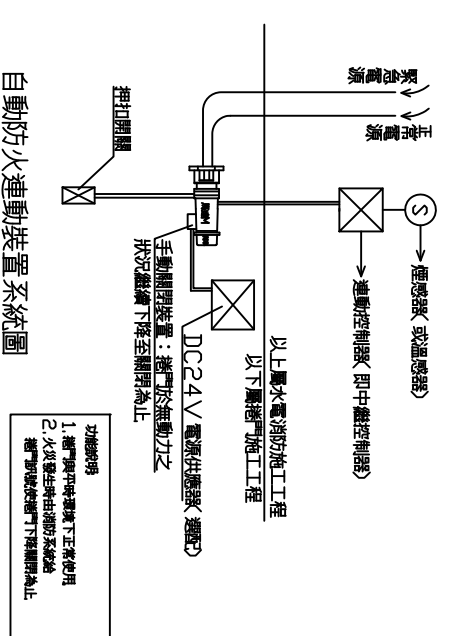 緊急電源
正常電源
S
煙感器(或溫感器)
連動控制器(即中繼控制器)
以上屬水電消防施工工程
以下屬捲門施工工程
DC24V電源供應器(選配)
手動關閉裝置：捲門於無動力之
狀況繼續下降至關閉為止
押扣開關
自動防火連動裝置系統圖
功能說明
1.捲門與平時環境下正常使用
2.火災發生時由消防系統給
捲門訊號使捲門下降關閉為止